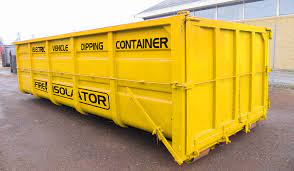 ELECTRIC VEHICLE DIPPING CONTAINER
FIRE ISOLATOR